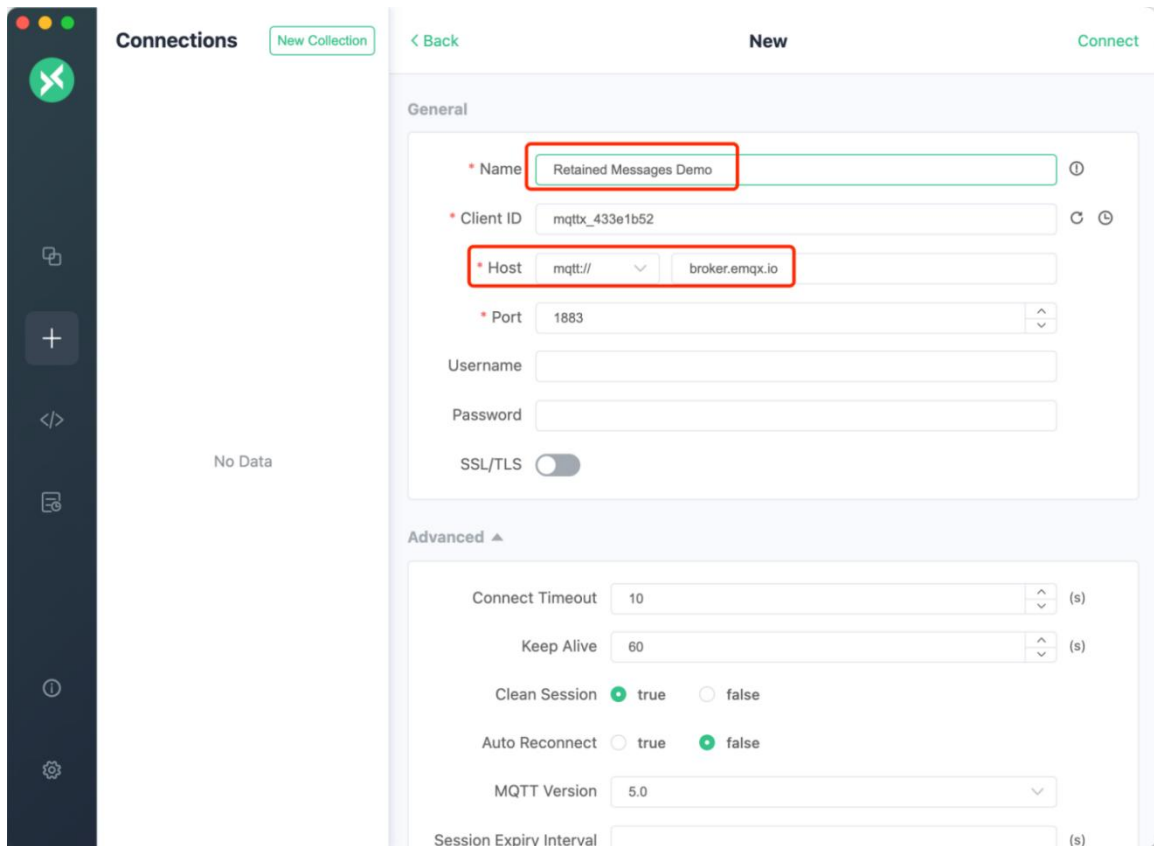 Connections
New Collection
< Back
New
Connect
General
* Name
Retained Messages Demo
* Client ID
mqttx_433e1b52
* Host
mqtt://
broker.emqx.io
* Port
1883
Username
Password
SSL/TLS
No Data
Advanced
Connect Timeout
10
(s)
Keep Alive
60
(s)
Clean Session
true
false
Auto Reconnect
true
false
MQTT Version
5.0
Session Expiry Interval
(s)